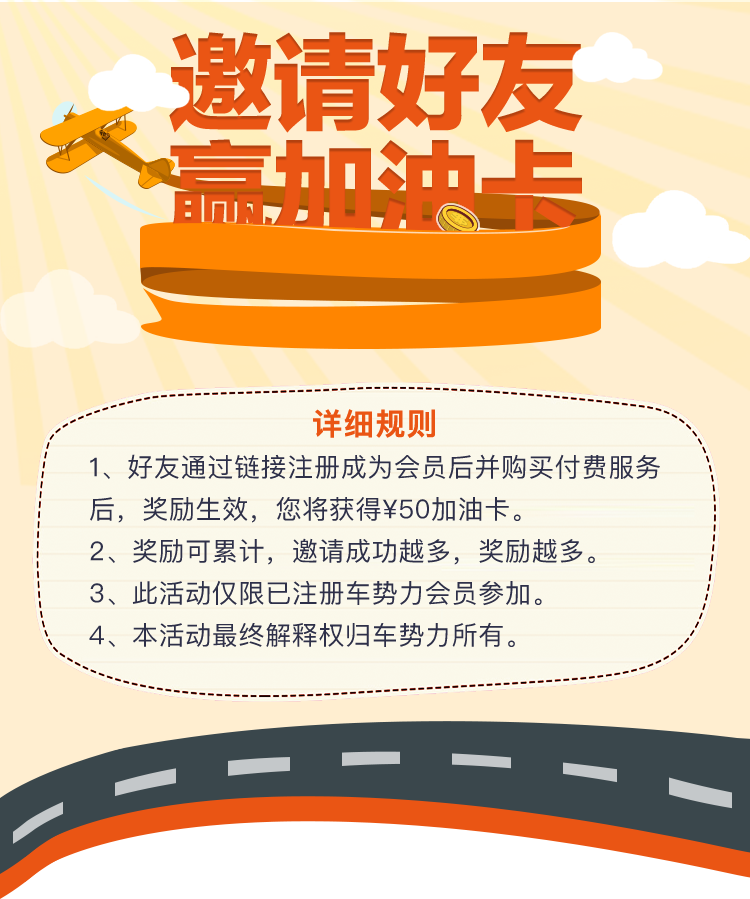 邀请好友
赢加油卡
详细规则
1、好友通过链接注册成为会员后并购买付费服务
后，奖励生效，您将获得¥50加油卡。
2、奖励可累计，邀请成功越多，奖励越多。
3、此活动仅限已注册车势力会员参加。
4、本活动最终解释权归车势力所有。